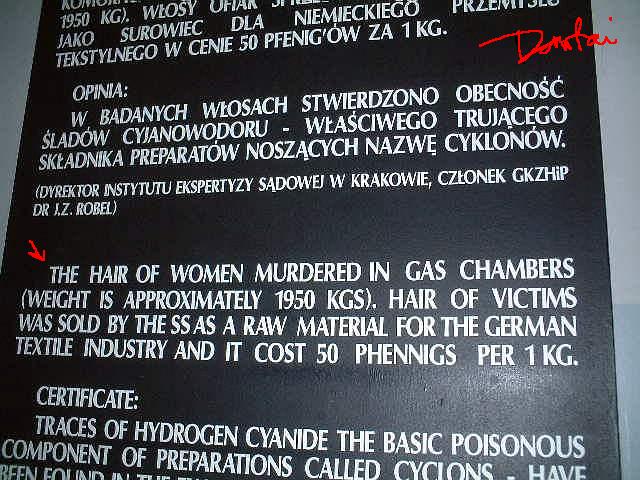 1950 KG). WŁOSY OFIAR
JAKO SUROWIEC DLA NIEMIECKIEGO PRZEMYSŁU
TEKSTYLNEGO W CENIE 50 PFENIG'ÓW ZA 1 KG.
OPINIA:
W BADANYCH WŁOSACH STWIERDZONO OBECNOŚĆ
ŚLADÓW CYJANOWODORU - WŁAŚCIWEGO TRUJĄCEGO
SKŁADNIKA PREPARATÓW NOSZĄCYCH NAZWĘ CYKLONÓW.
(DYREKTOR INSTYTUTU EKSPERTYZY SĄDOWEJ W KRAKOWIE, CZŁONEK GKZHiP
DR J.Z. ROBEL)
THE HAIR OF WOMEN MURDERED IN GAS CHAMBERS
(WEIGHT IS APPROXIMATELY 1950 KGS). HAIR OF VICTIMS
WAS SOLD BY THE SS AS A RAW MATERIAL FOR THE GERMAN
TEXTILE INDUSTRY AND IT COST 50 PHENNIGS PER 1 KG.
CERTIFICATE:
TRACES OF HYDROGEN CYANIDE THE BASIC POISONOUS
COMPONENT OF PREPARATIONS CALLED CYCLONS - HAVE
BEEN FOUND IN THE